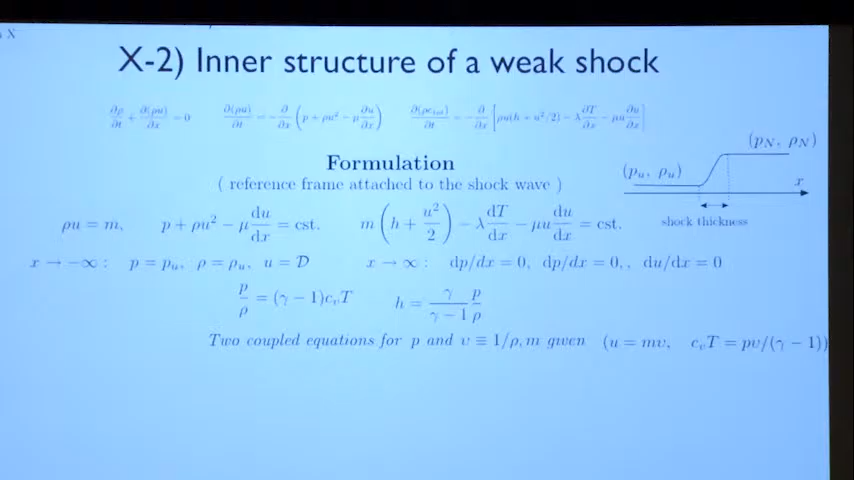 X
X-2) Inner structure of a weak shock
∂ρ/∂t + ∂(ρu)/∂x = 0    ∂(ρu)/∂t = −∂/∂x (p + ρu² − μ ∂u/∂x)    ∂(ρe_tot)/∂t = −∂/∂x [ρu(h + u²/2) − λ ∂T/∂x − μu ∂u/∂x]
Formulation
( reference frame attached to the shock wave )
(p_N, ρ_N)
(p_u, ρ_u)
x
shock thickness
ρu = m,    p + ρu² − μ du/dx = cst.    m (h + u²/2) − λ dT/dx − μu du/dx = cst.
x → −∞ :    p = p_u, ρ = ρ_u, u = D    x → ∞ :    dp/dx = 0, dρ/dx = 0, , du/dx = 0
p/ρ = (γ − 1)c_vT    h = γ/(γ − 1) p/ρ
Two coupled equations for p and v ≡ 1/ρ, m given    (u = mv,    c_vT = pv/(γ − 1))